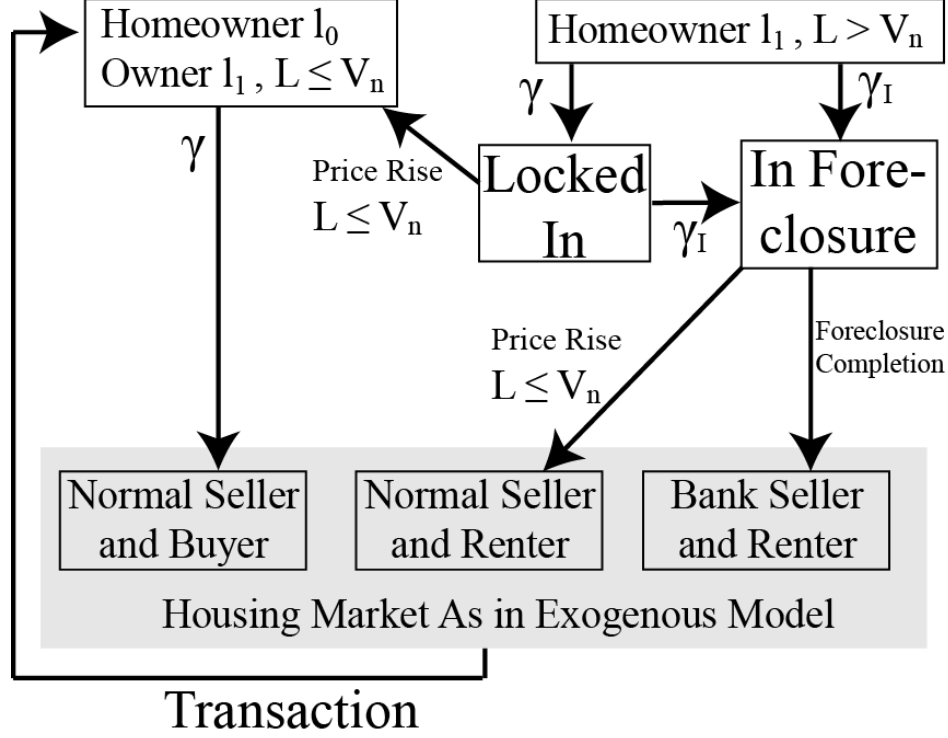 Homeowner l₀
Owner l₁ , L ≤ Vₙ
Homeowner l₁ , L > Vₙ
γ
γ
γI
Price Rise
L ≤ Vₙ
Locked
In
γI
In Fore-
closure
Price Rise
L ≤ Vₙ
Foreclosure
Completion
Normal Seller
and Buyer
Normal Seller
and Renter
Bank Seller
and Renter
Housing Market As in Exogenous Model
Transaction